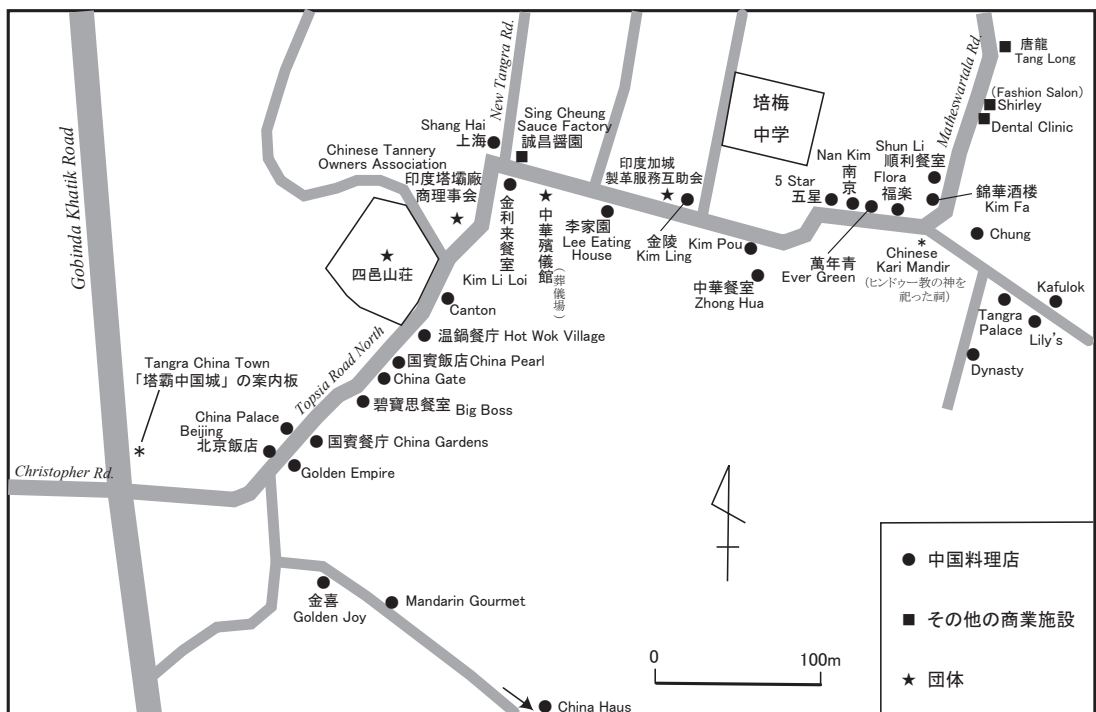 Gobinda Khatik Road
New Tangra Rd.
Matheswartala Rd.
唐龍
Tang Long
(Fashion Salon)
Shirley
Dental Clinic
培梅
中学
Sing Cheung
Sauce Factory
誠昌醤園
Shang Hai
上海
Chinese Tannery
Owners Association
印度塔壩廠
商理事会
印度加城
製革服務互助会
Nan Kim
南京
Shun Li
順利餐室
5 Star
五星
Flora
福楽
錦華酒楼
Kim Fa
金利来餐室
Kim Li Loi
中華殯儀館
(葬儀場)
李家園
Lee Eating
House
金陵
Kim Ling
Kim Pou
中華餐室
Zhong Hua
萬年青
Ever Green
Chinese
Kari Mandir
(ヒンドゥー教の神を
祀った祠)
Chung
Kafulok
Tangra
Palace
Lily's
Dynasty
四邑山荘
Canton
温鍋餐庁 Hot Wok Village
国賓飯店 China Pearl
China Gate
碧寶思餐室 Big Boss
Topsia Road North
Tangra China Town
「塔霸中国城」の案内板
China Palace
Beijing
北京飯店
国賓餐庁 China Gardens
Golden Empire
Christopher Rd.
金喜
Golden Joy
Mandarin Gourmet
China Haus
0
100m
中国料理店
その他の商業施設
団体